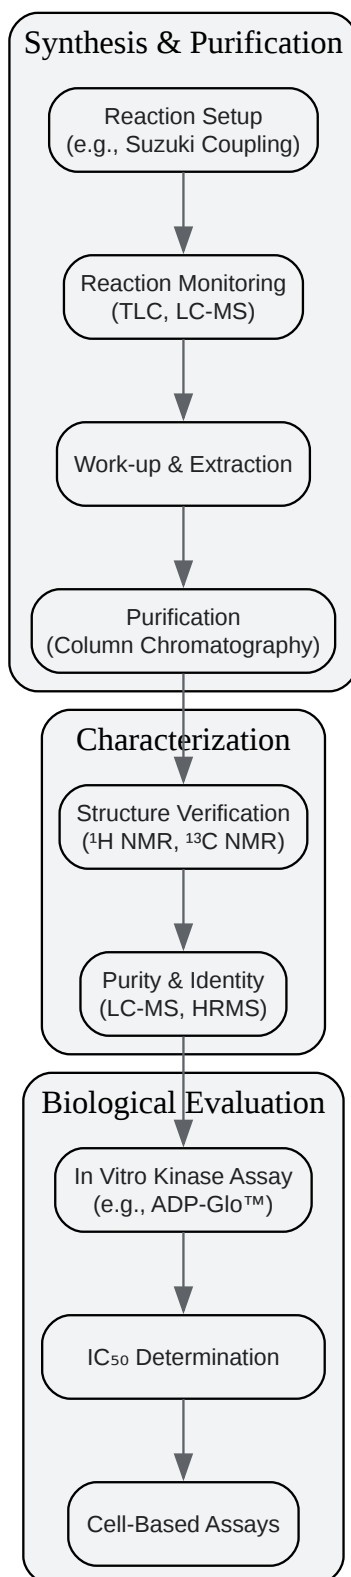 Synthesis & Purification
Reaction Setup
(e.g., Suzuki Coupling)
Reaction Monitoring
(TLC, LC-MS)
Work-up & Extraction
Purification
(Column Chromatography)
Characterization
Structure Verification
(¹H NMR, ¹³C NMR)
Purity & Identity
(LC-MS, HRMS)
Biological Evaluation
In Vitro Kinase Assay
(e.g., ADP-Glo™)
IC₅₀ Determination
Cell-Based Assays